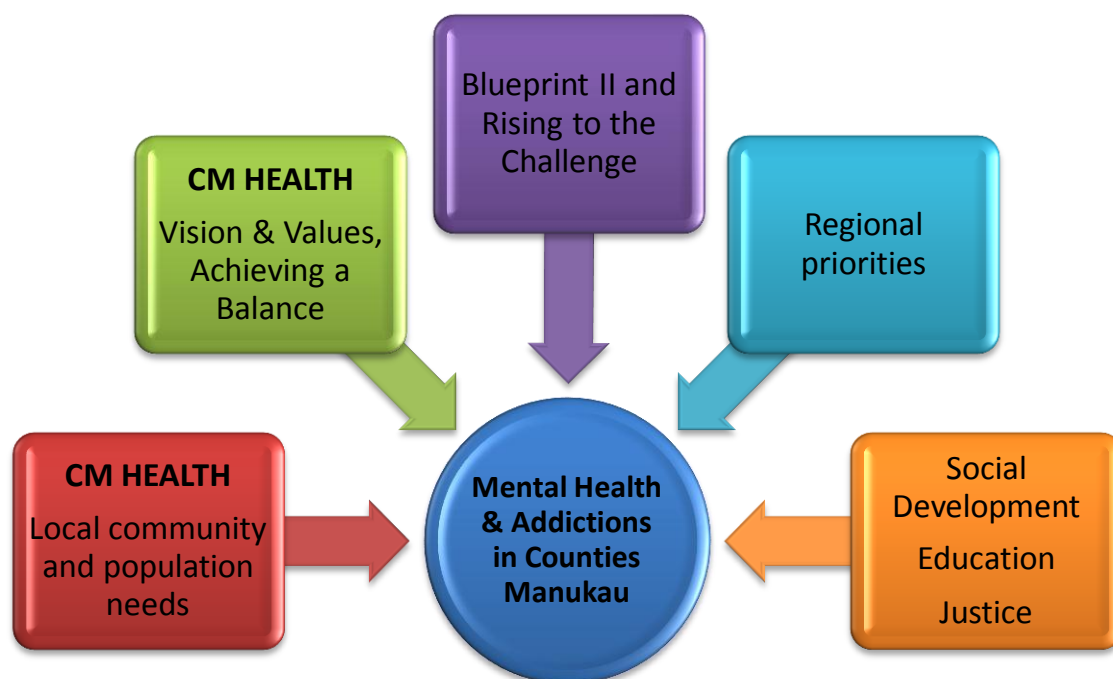 Blueprint II and
Rising to the
Challenge
CM HEALTH
Vision & Values,
Achieving a
Balance
Regional
priorities
CM HEALTH
Local community
and population
needs
Mental Health
& Addictions
in Counties
Manukau
Social
Development
Education
Justice